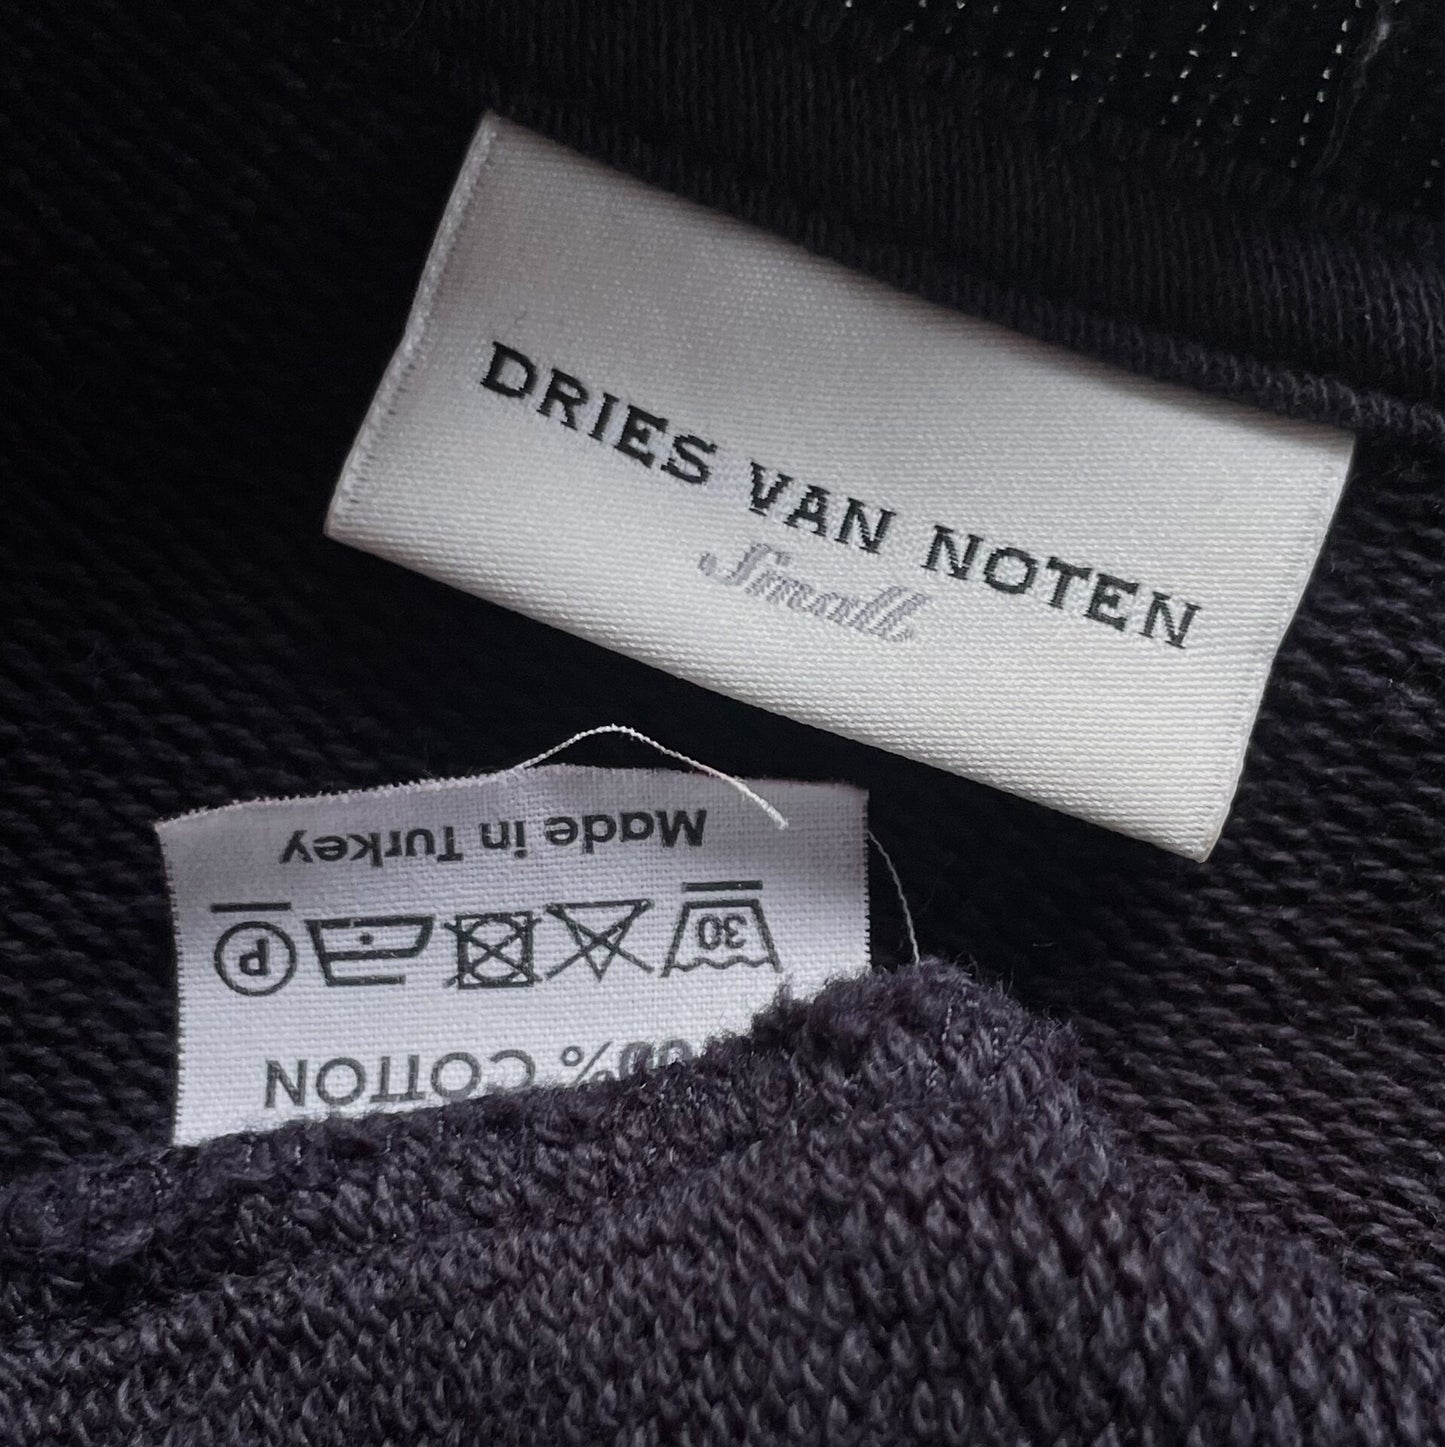 DRIES VAN NOTEN
Small
% COTTON
30
P
Made in Turkey